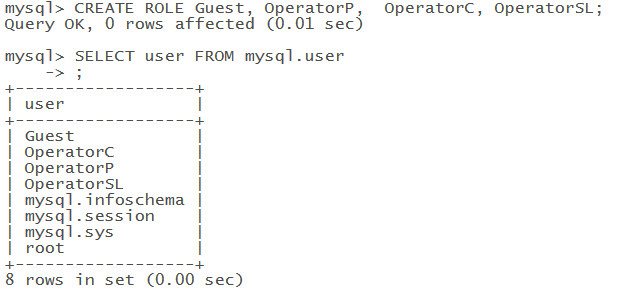 mysql> CREATE ROLE Guest, OperatorP,  OperatorC, OperatorSL;
Query OK, 0 rows affected (0.01 sec)
mysql> SELECT user FROM mysql.user
    -> ;
+------------------+
| user             |
+------------------+
| Guest            |
| OperatorC        |
| OperatorP        |
| OperatorSL       |
| mysql.infoschema |
| mysql.session    |
| mysql.sys        |
| root             |
+------------------+
8 rows in set (0.00 sec)